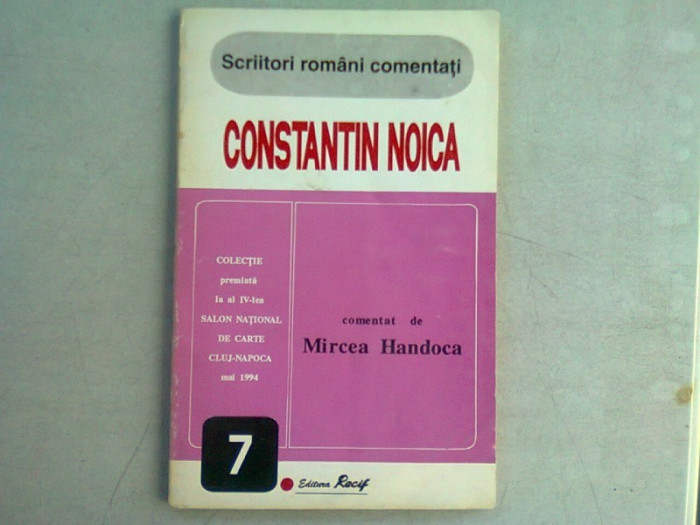 Scriitori români comentați
CONSTANTIN NOICA
COLECȚIE
premiată
la al IV-lea
SALON NAȚIONAL
DE CARTE
CLUJ-NAPOCA
mai 1994
comentat de
Mircea Handoca
7
Editura Recif